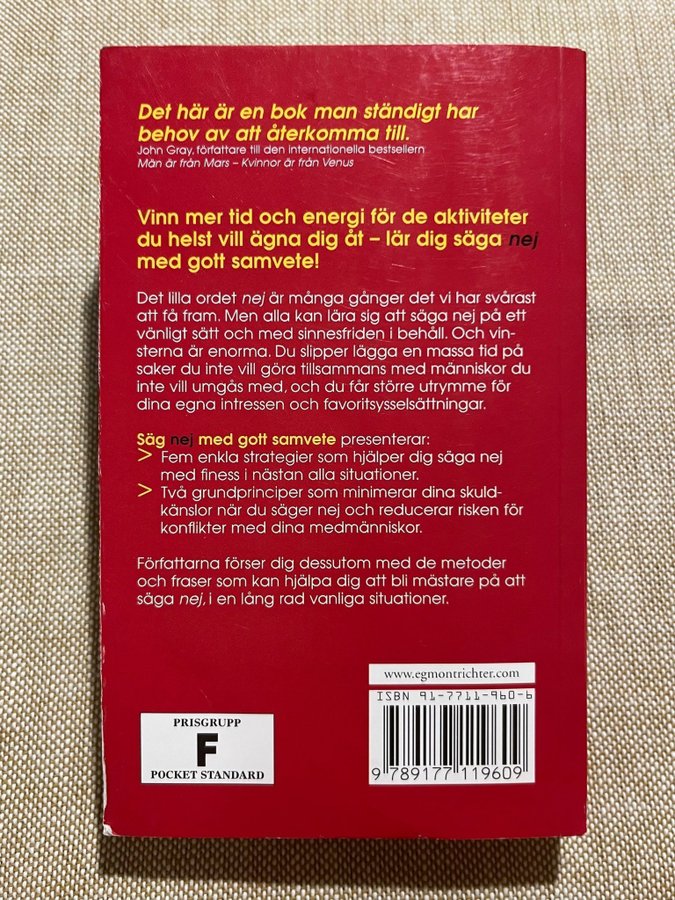 Det här är en bok man ständigt har
behov av att återkomma till.
John Gray, författare till den internationella bestsellern
Män är från Mars – Kvinnor är från Venus
Vinn mer tid och energi för de aktiviteter
du helst vill ägna dig åt – lär dig säga nej
med gott samvete!
Det lilla ordet nej är många gånger det vi har svårast
att få fram. Men alla kan lära sig att säga nej på ett
vänligt sätt och med sinnesfriden i behåll. Och vin-
sterna är enorma. Du slipper lägga en massa tid på
saker du inte vill göra tillsammans med människor du
inte vill umgås med, och du får större utrymme för
dina egna intressen och favoritsysselsättningar.
Säg nej med gott samvete presenterar:
> Fem enkla strategier som hjälper dig säga nej
med finess i nästan alla situationer.
> Två grundprinciper som minimerar dina skuld-
känslor när du säger nej och reducerar risken för
konflikter med dina medmänniskor.
Författarna förser dig dessutom med de metoder
och fraser som kan hjälpa dig att bli mästare på att
säga nej, i en lång rad vanliga situationer.
www.egmontrichter.com
ISBN 91-7711-960-6
9 789177 119609
PRISGRUPP
F
POCKET STANDARD